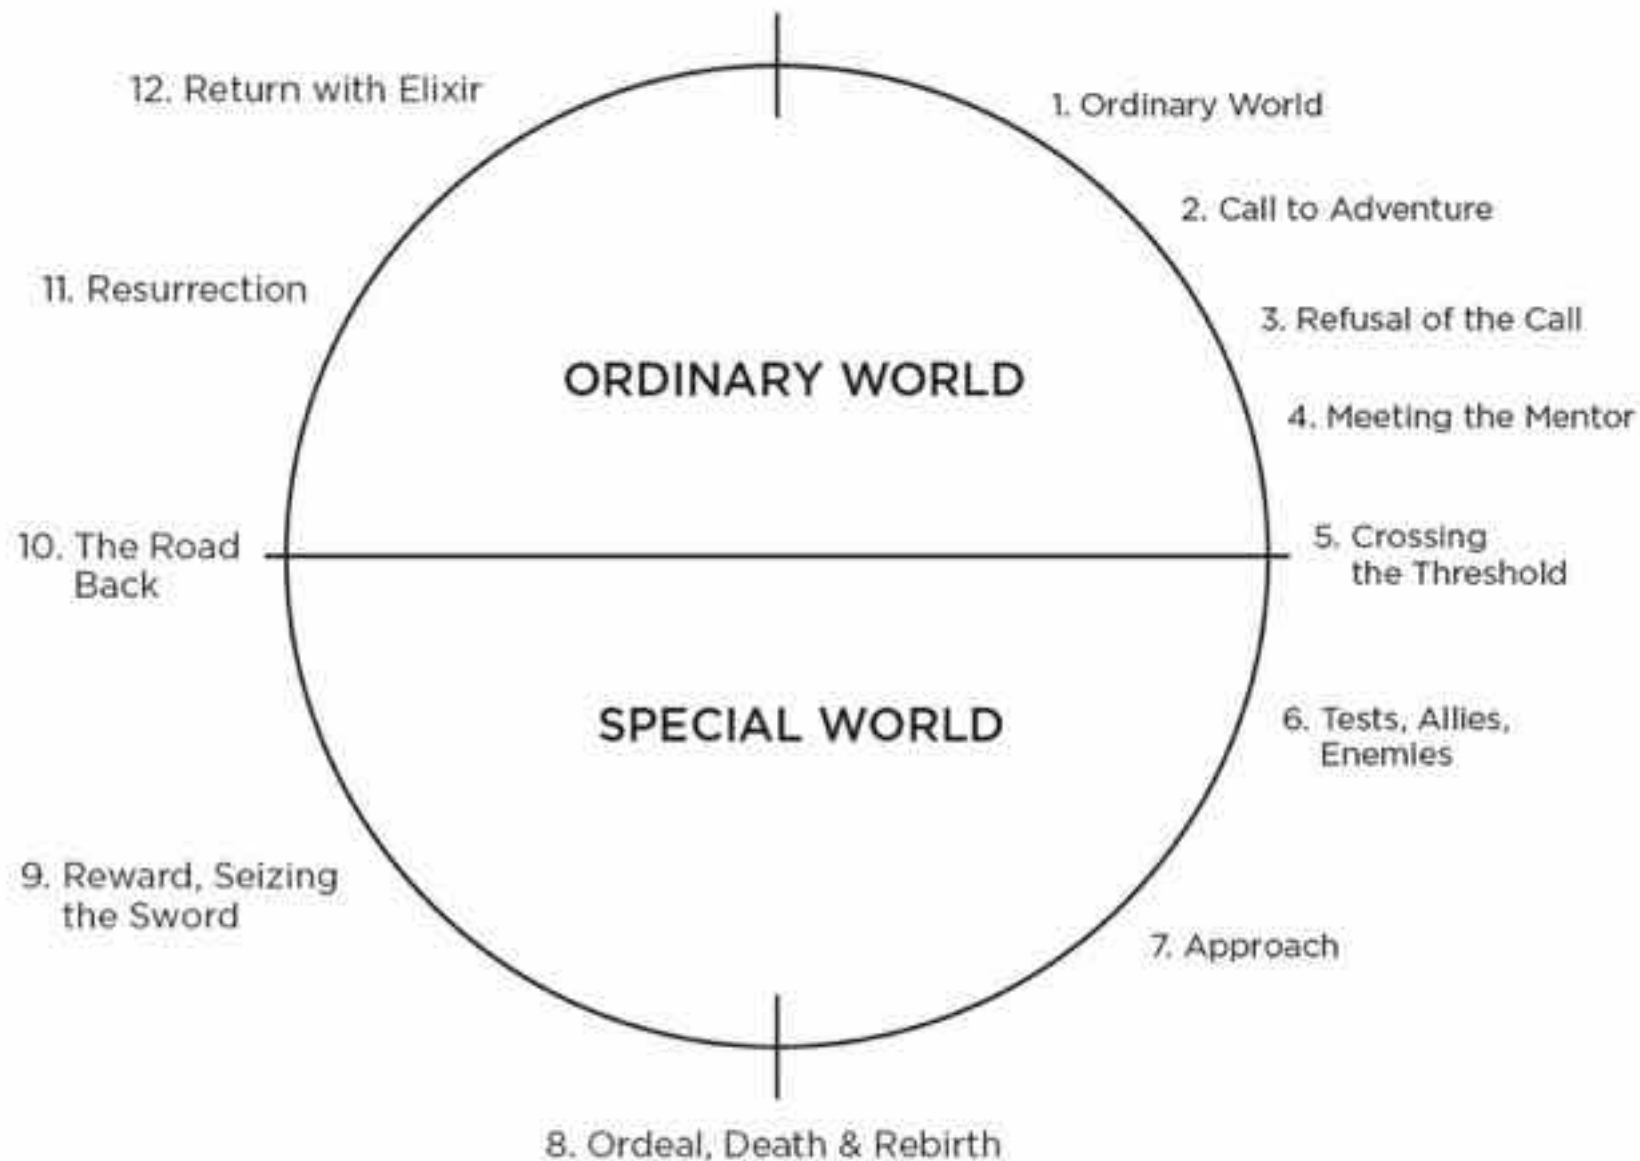 12. Return with Elixir
1. Ordinary World
2. Call to Adventure
11. Resurrection
3. Refusal of the Call
ORDINARY WORLD
4. Meeting the Mentor
10. The Road
Back
5. Crossing
the Threshold
SPECIAL WORLD
6. Tests, Allies,
Enemies
9. Reward, Seizing
the Sword
7. Approach
8. Ordeal, Death & Rebirth